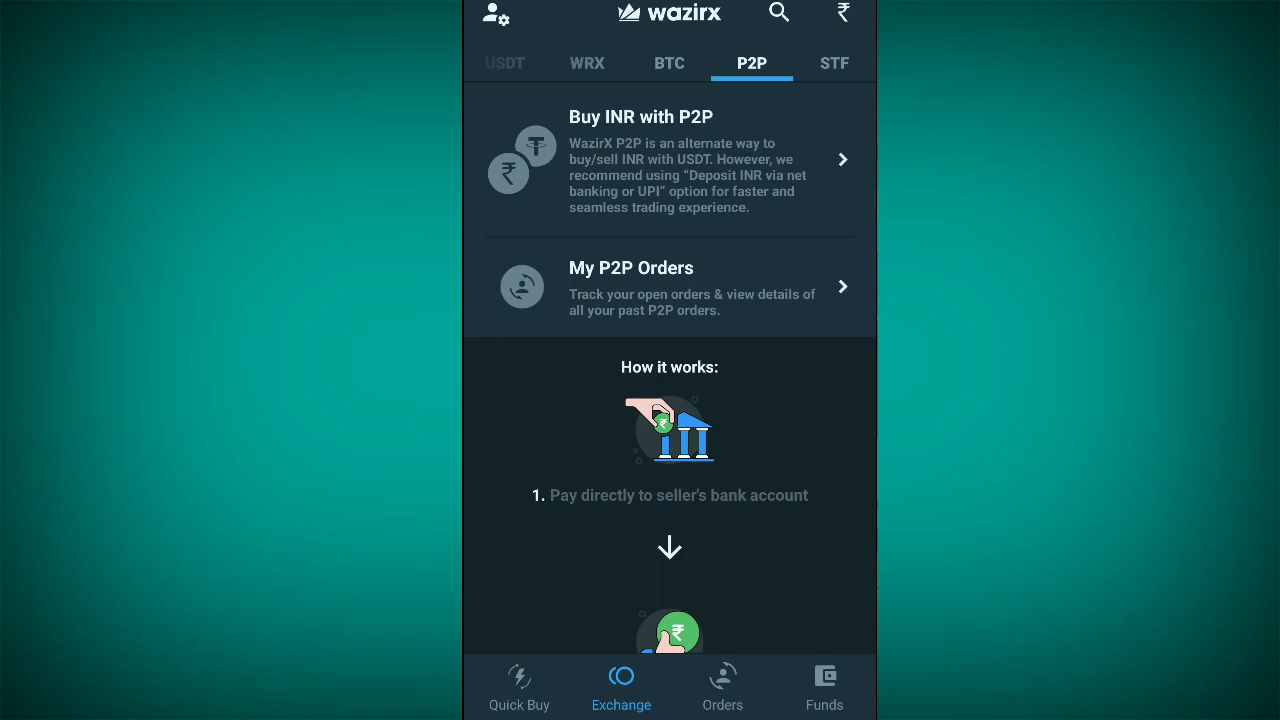 wazirx
₹
USDT WRX BTC P2P STF
Buy INR with P2P
WazirX P2P is an alternate way to
buy/sell INR with USDT. However, we
recommend using “Deposit INR via net
banking or UPI” option for faster and
seamless trading experience.
₹
My P2P Orders
Track your open orders & view details of
all your past P2P orders.
How it works:
₹
1. Pay directly to seller's bank account
₹
Quick Buy Exchange Orders Funds